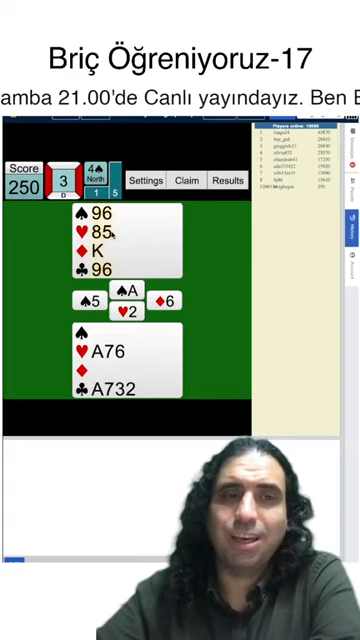 Briç Öğreniyoruz-17
amba 21.00'de Canlı yayındayız. Ben E
Score
250
3
D
4♠
North
1
5
Settings
Claim
Results
♠ 96
♥ 85
♦ K
♣ 96
♠A
♠5
♦6
♥2
♠
♥ A76
♦
♣ A732